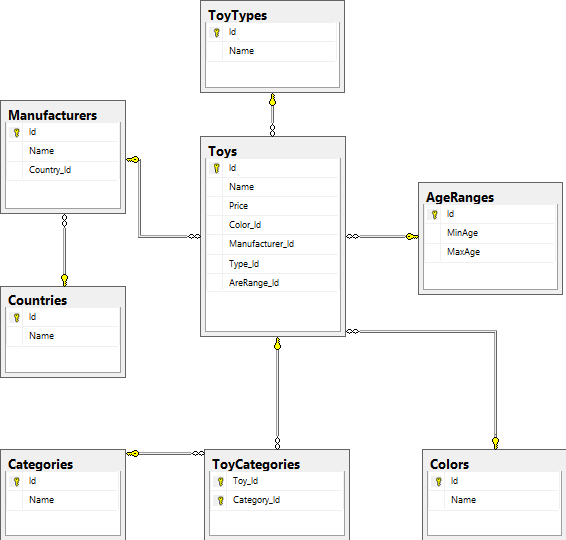 ToyTypes
Id
Name
Manufacturers
Id
Name
Country_Id
Toys
Id
Name
Price
Color_Id
Manufacturer_Id
Type_Id
AreRange_Id
AgeRanges
Id
MinAge
MaxAge
Countries
Id
Name
Categories
Id
Name
ToyCategories
Toy_Id
Category_Id
Colors
Id
Name